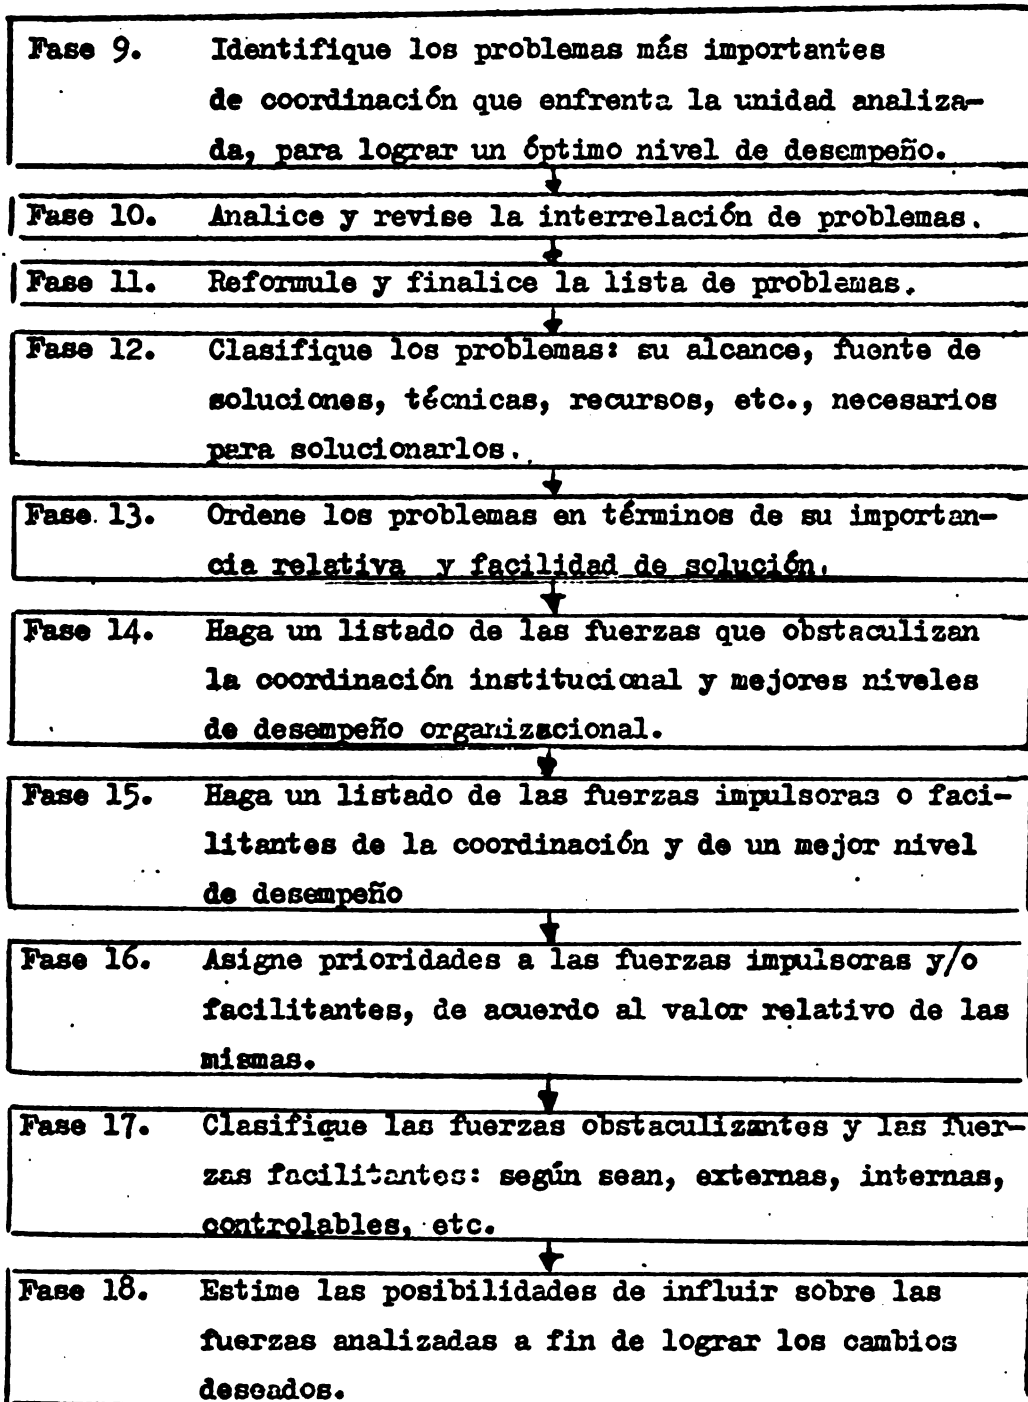 Fase 9. Identifique los problemas más importantes
de coordinación que enfrenta la unidad analiza-
da, para lograr un óptimo nivel de desempeño.
Fase 10. Analice y revise la interrelación de problemas.
Fase 11. Reformule y finalice la lista de problemas.
Fase 12. Clasifique los problemas: su alcance, fuente de
soluciones, técnicas, recursos, etc., necesarios
para solucionarlos.
Fase 13. Ordene los problemas en términos de su importan-
cia relativa y facilidad de solución.
Fase 14. Haga un listado de las fuerzas que obstaculizan
la coordinación institucional y mejores niveles
de desempeño organizacional.
Fase 15. Haga un listado de las fuerzas impulsoras o faci-
litantes de la coordinación y de un mejor nivel
de desempeño
Fase 16. Asigne prioridades a las fuerzas impulsoras y/o
facilitantes, de acuerdo al valor relativo de las
mismas.
Fase 17. Clasifique las fuerzas obstaculizantes y las fuer-
zas facilitantes: según sean, externas, internas,
controlables, etc.
Fase 18. Estime las posibilidades de influir sobre las
fuerzas analizadas a fin de lograr los cambios
deseados.